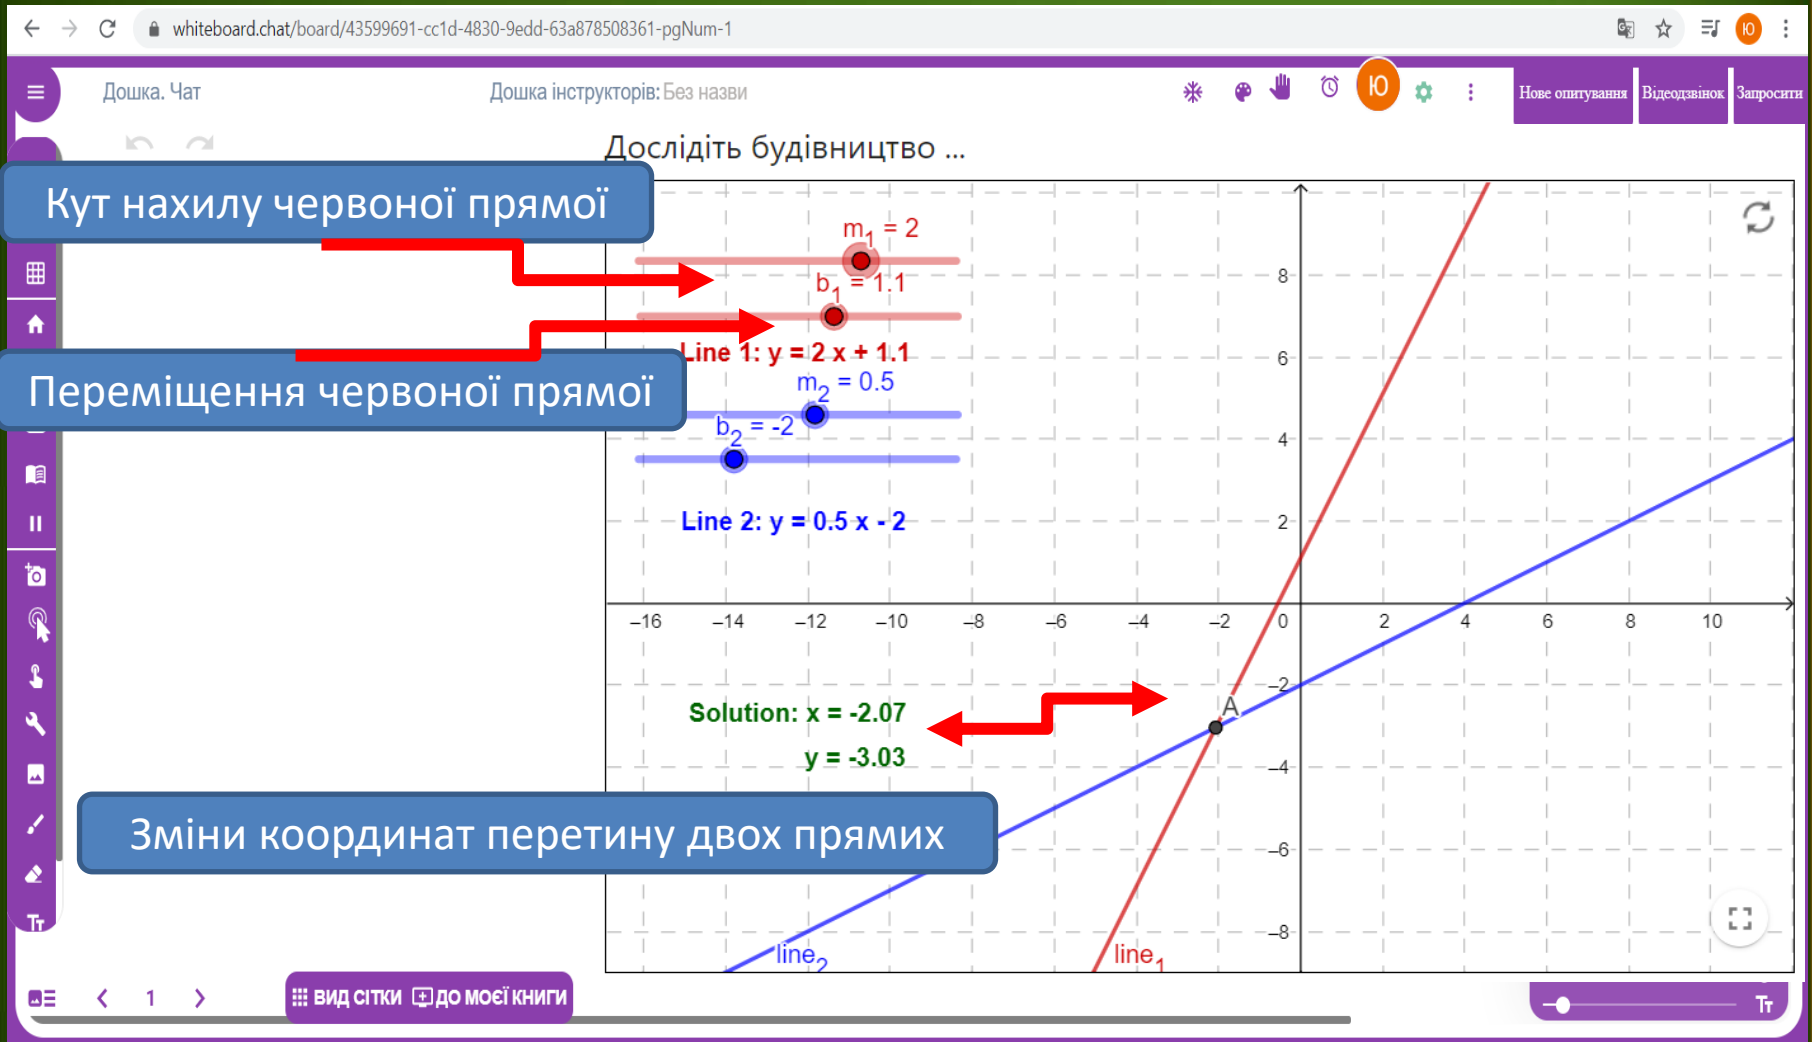 whiteboard.chat/board/43599691-cc1d-4830-9edd-63a878508361-pgNum-1
Ю
Дошка. Чат
Дошка інструкторів: Без назви
Ю
Нове опитування
Відеодзвінок
Запросити
Дослідіть будівництво ...
Кут нахилу червоної прямої
m₁ = 2
b₁ = 1.1
Line 1: y = 2 x + 1.1
Переміщення червоної прямої
m₂ = 0.5
b₂ = -2
Line 2: y = 0.5 x - 2
8
6
4
2
–16 –14 –12 –10 –8 –6 –4 –2 0 2 4 6 8 10
–2
–4
–6
–8
A
Solution: x = -2.07
y = -3.03
Зміни координат перетину двох прямих
line₂
line₁
Тт
1
ВИД СІТКИ
ДО МОЄЇ КНИГИ
Тт